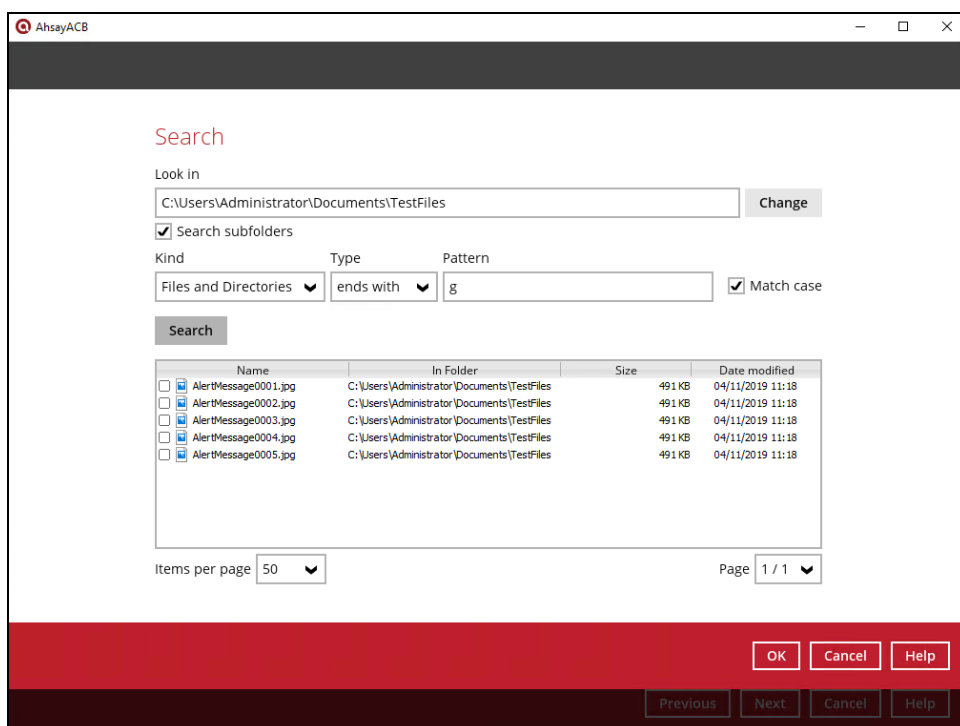 AhsayACB
Search
Look in
C:\Users\Administrator\Documents\TestFiles Change
Search subfolders
Kind Type Pattern
Files and Directories ends with g Match case
Search
Name In Folder Size Date modified
AlertMessage0001.jpg C:\Users\Administrator\Documents\TestFiles 491 KB 04/11/2019 11:18
AlertMessage0002.jpg C:\Users\Administrator\Documents\TestFiles 491 KB 04/11/2019 11:18
AlertMessage0003.jpg C:\Users\Administrator\Documents\TestFiles 491 KB 04/11/2019 11:18
AlertMessage0004.jpg C:\Users\Administrator\Documents\TestFiles 491 KB 04/11/2019 11:18
AlertMessage0005.jpg C:\Users\Administrator\Documents\TestFiles 491 KB 04/11/2019 11:18
Items per page 50 Page 1 / 1
OK Cancel Help
Previous Next Cancel Help